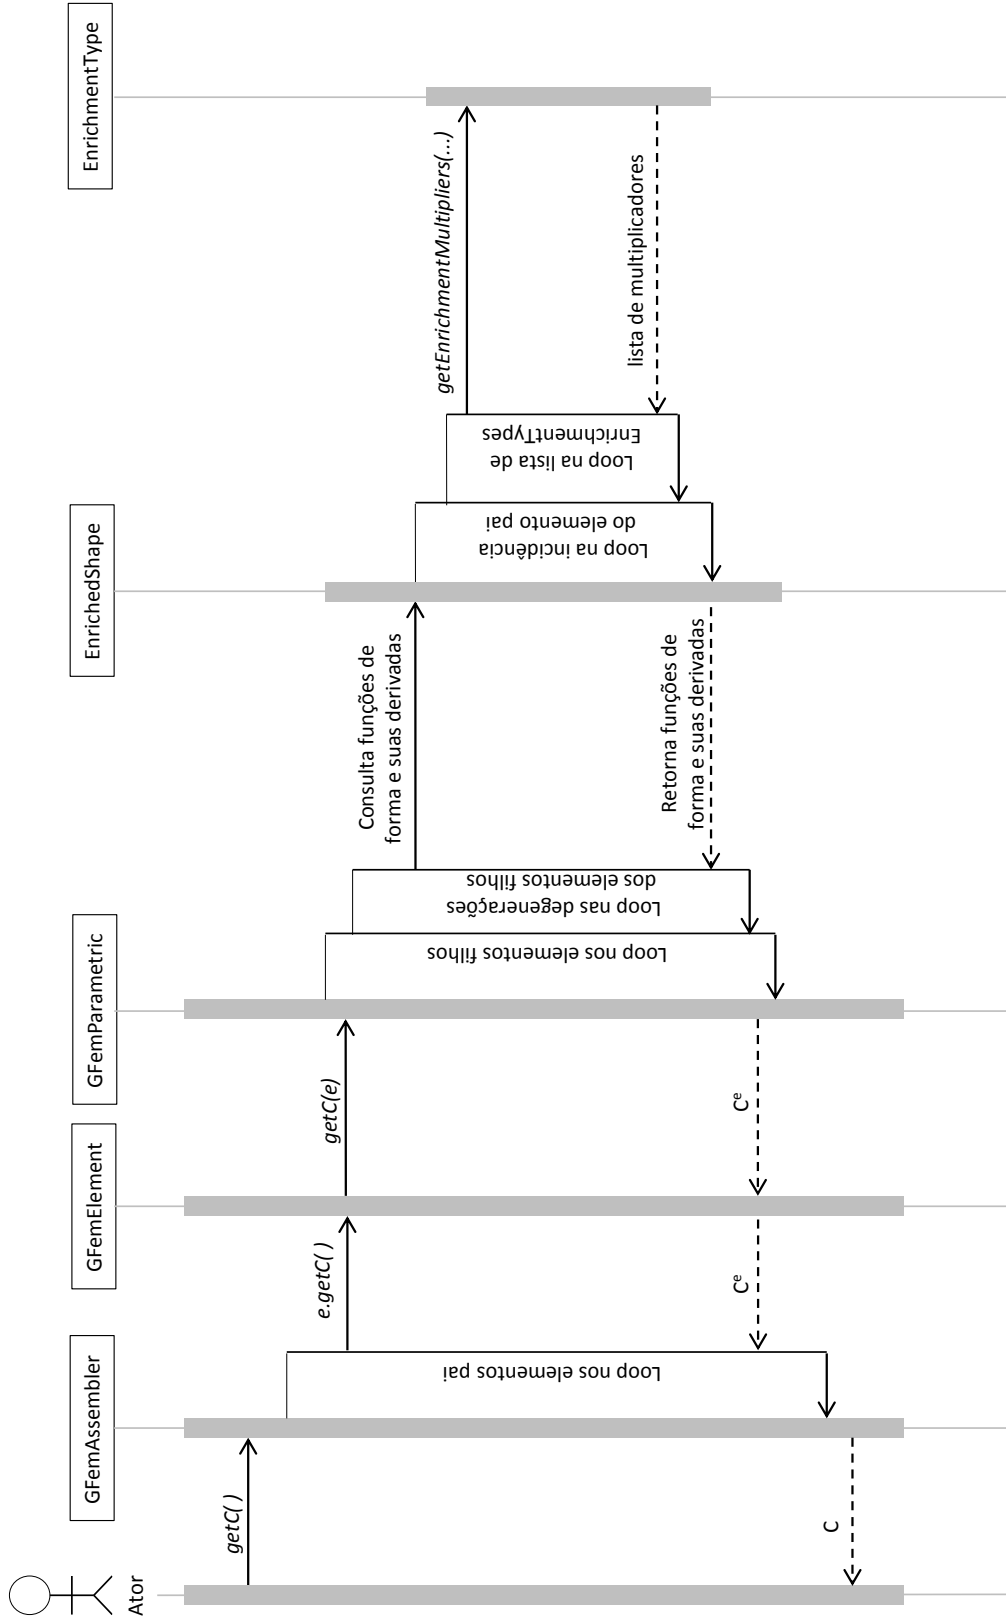 Ator
GFemAssembler
GFemElement
GFemParametric
EnrichedShape
EnrichmentType
getC( )
Loop nos elementos pai
e.getC( )
getC(e)
Loop nos elementos filhos
Loop nas degenerações
dos elementos filhos
Consulta funções de
forma e suas derivadas
Loop na incidência
do elemento pai
Loop na lista de
EnrichmentTypes
getEnrichmentMultipliers(...)
lista de multiplicadores
Retorna funções de
forma e suas derivadas
Cᵉ
Cᵉ
C